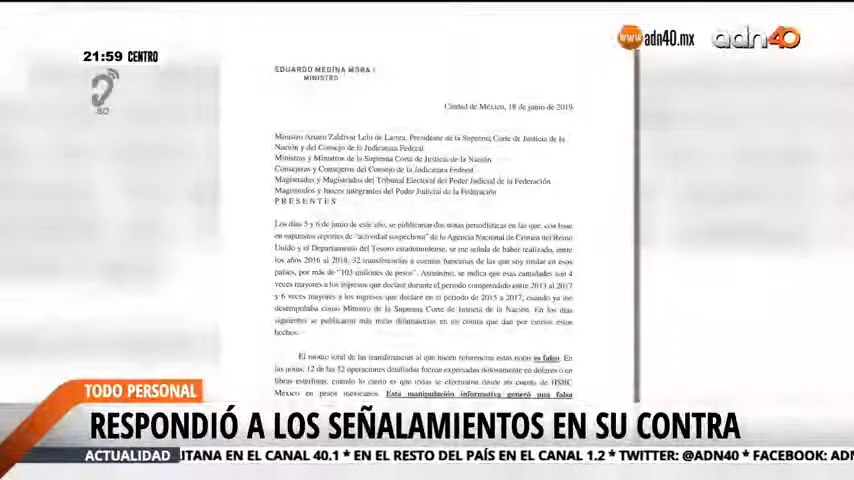 21:59 CENTRO
www adn40.mx
adn40
EDUARDO MEDINA MORA I
MINISTRO
Ciudad de México, 18 de junio de 2019
Ministro Arturo Zaldívar Lelo de Larrea, Presidente de la Suprema Corte de Justicia de la
Nación y del Consejo de la Judicatura Federal
Ministras y Ministros de la Suprema Corte de Justicia de la Nación
Consejeras y Consejeros del Consejo de la Judicatura Federal
Magistradas y Magistrados del Tribunal Electoral del Poder Judicial de la Federación
Magistrados y Jueces integrantes del Poder Judicial de la Federación
P R E S E N T E S
Los días 5 y 6 de junio de este año, se publicaron dos notas periodísticas en las que, con base
en supuestos reportes de "actividad sospechosa" de la Agencia Nacional de Crimen del Reino
Unido y el Departamento del Tesoro estadounidense, se me señala de haber realizado, entre
los años 2016 al 2018, 52 transferencias a cuentas bancarias de las que soy titular en esos
países, por más de "103 millones de pesos". Asimismo, se indica que esas cantidades son 4
veces mayores a los ingresos que declaré durante el periodo comprendido entre 2013 al 2017
y 6 veces mayores a los ingresos que declaré en el periodo de 2015 a 2017, cuando ya me
desempeñaba como Ministro de la Suprema Corte de Justicia de la Nación. En los días
siguientes se publicaron más notas difamatorias en mi contra que dan por ciertos estos
hechos.
El monto total de las transferencias al que hacen referencias estas notas es falso. En
las notas, 12 de las 52 operaciones detalladas fueron expresadas dolosamente en dólares o en
libras esterlinas, cuando lo cierto es que todas se efectuaron desde mi cuenta de HSBC
México en pesos mexicanos. Esta manipulación informativa generó una falsa
TODO PERSONAL
RESPONDIÓ A LOS SEÑALAMIENTOS EN SU CONTRA
ACTUALIDAD
ITANA EN EL CANAL 40.1 * EN EL RESTO DEL PAÍS EN EL CANAL 1.2 * TWITTER: @ADN40 * FACEBOOK: ADN